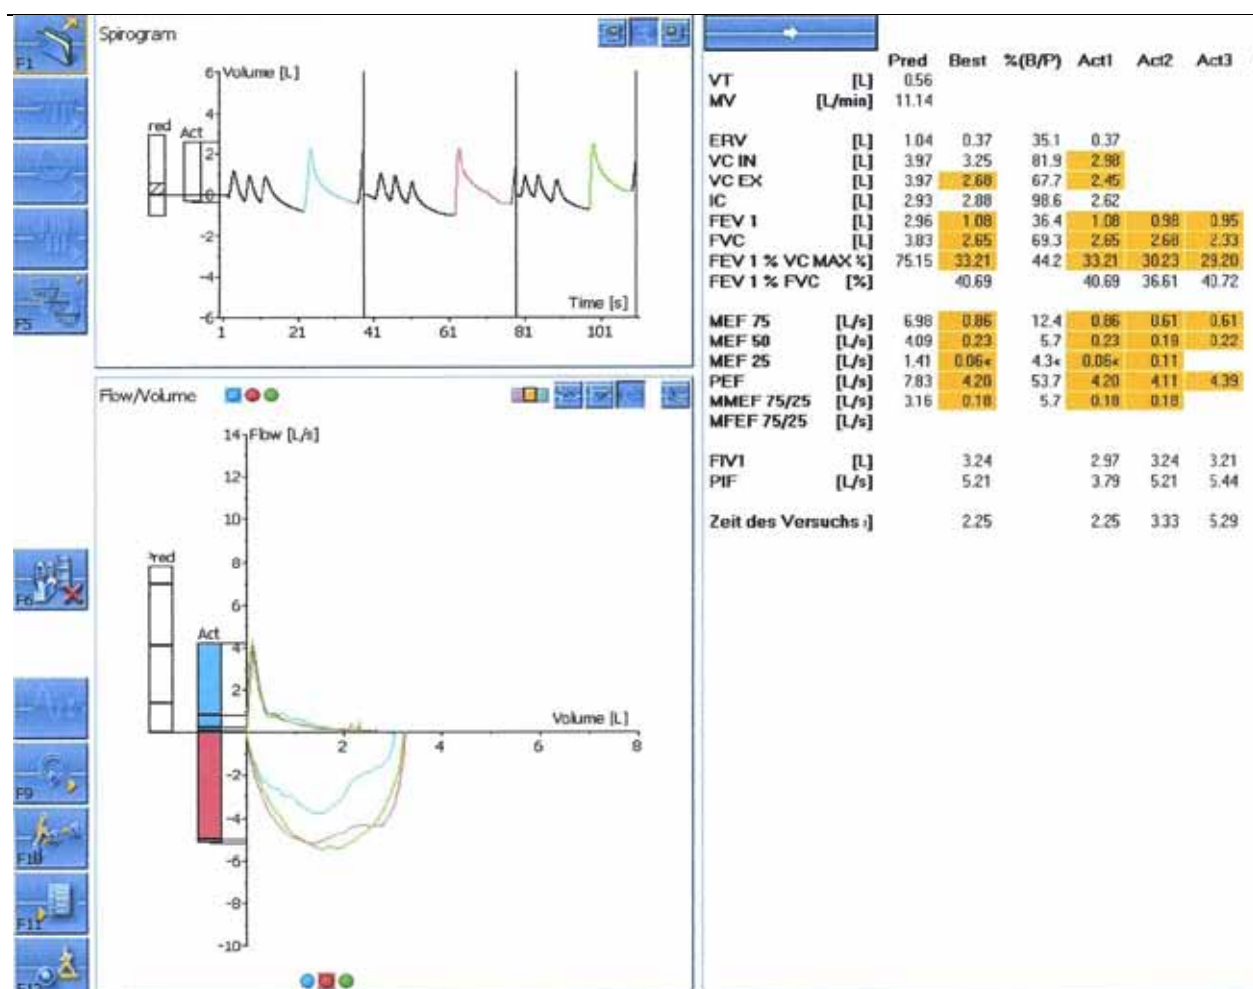 F1
F5
F6
F9
F10
F11
Spirogram
Volume [L]
6
4
2
0
-2
-4
-6
red
Act
Time [s]
1 21 41 61 81 101
Flow/Volume
14 Flow [L/s]
12
10
8
6
4
2
-2
-4
-6
-8
-10
Pred
Act
Volume [L]
2 4 6 8
Pred Best %(B/P) Act1 Act2 Act3
VT [L] 0.56
MV [L/min] 11.14
ERV [L] 1.04 0.37 35.1 0.37
VC IN [L] 3.97 3.25 81.9 2.98
VC EX [L] 3.97 2.68 67.7 2.45
IC [L] 2.93 2.88 98.6 2.62
FEV 1 [L] 2.96 1.08 36.4 1.08 0.98 0.95
FVC [L] 3.83 2.65 69.3 2.65 2.68 2.33
FEV 1 % VC MAX %] 75.15 33.21 44.2 33.21 30.23 29.20
FEV 1 % FVC [%] 40.69 40.69 36.61 40.72
MEF 75 [L/s] 6.98 0.86 12.4 0.86 0.61 0.61
MEF 50 [L/s] 4.09 0.23 5.7 0.23 0.19 0.22
MEF 25 [L/s] 1.41 0.06< 4.3< 0.06< 0.11
PEF [L/s] 7.83 4.20 53.7 4.20 4.11 4.39
MMEF 75/25 [L/s] 3.16 0.18 5.7 0.18 0.18
MFEF 75/25 [L/s]
FIV1 [L] 3.24 2.97 3.24 3.21
PIF [L/s] 5.21 3.79 5.21 5.44
Zeit des Versuchs :] 2.25 2.25 3.33 5.29